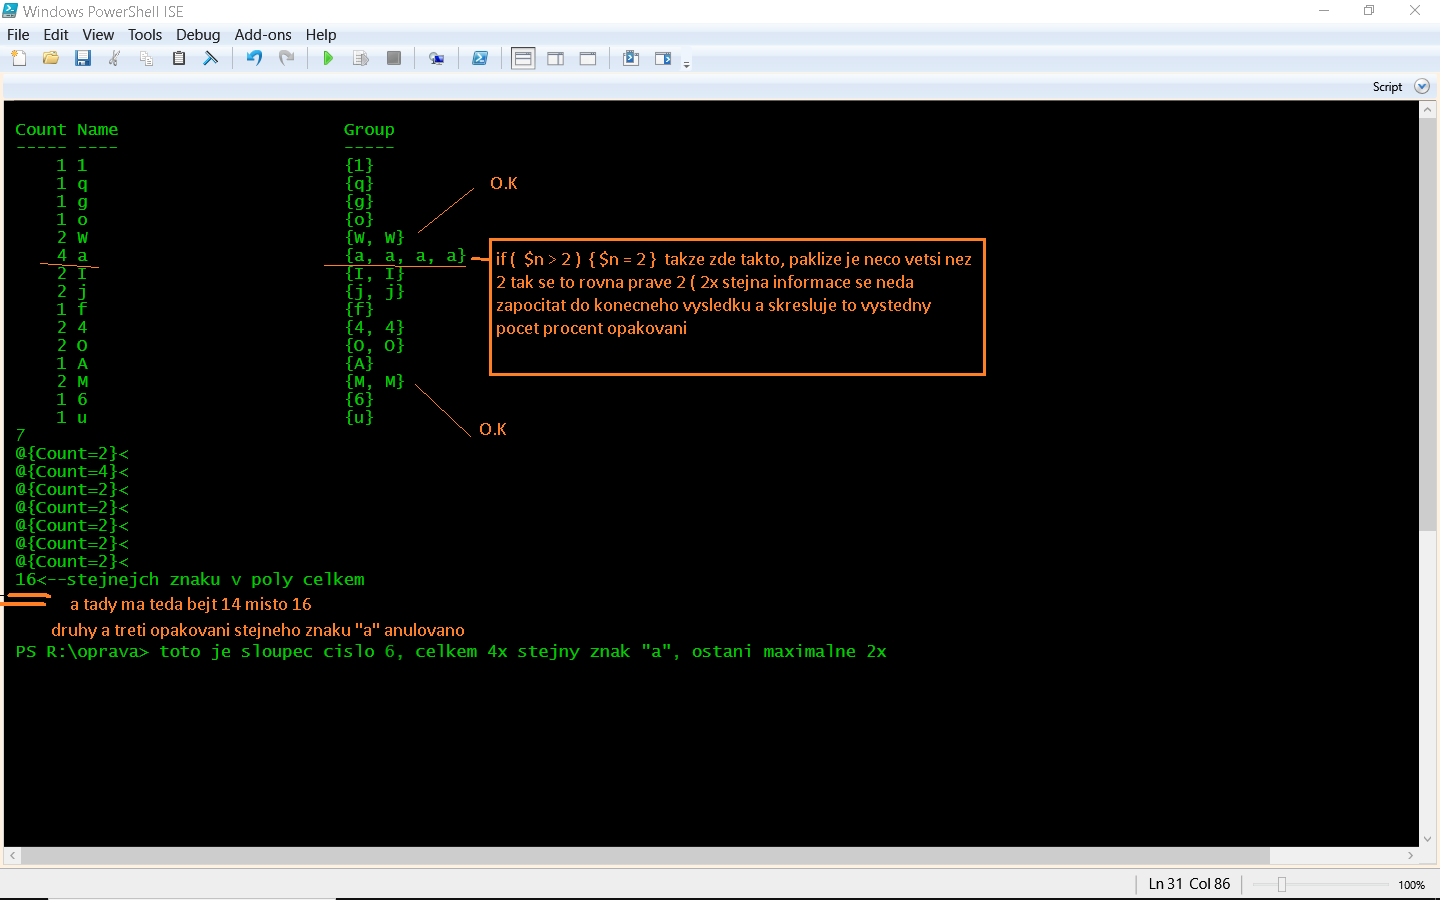 Windows PowerShell ISE
File Edit View Tools Debug Add-ons Help
Script
Count Name Group
----- ---- -----
1 1 {1}
1 q {q}
1 g {g}
1 o {o}
2 W {W, W}
4 a {a, a, a, a}
2 I {I, I}
2 j {j, j}
1 f {f}
2 4 {4, 4}
2 O {O, O}
1 A {A}
2 M {M, M}
1 6 {6}
1 u {u}
O.K
if ( $n > 2 ) { $n = 2 } takze zde takto, paklize je neco vetsi nez
2 tak se to rovna prave 2 ( 2x stejna informace se neda
zapocitat do konecneho vysledku a skresluje to vystedny
pocet procent opakovani
O.K
7
@{Count=2}<
@{Count=4}<
@{Count=2}<
@{Count=2}<
@{Count=2}<
@{Count=2}<
@{Count=2}<
16<--stejnejch znaku v poly celkem
a tady ma teda bejt 14 misto 16
druhy a treti opakovani stejneho znaku "a" anulovano
PS R:\oprava> toto je sloupec cislo 6, celkem 4x stejny znak "a", ostani maximalne 2x
Ln 31 Col 86 100%